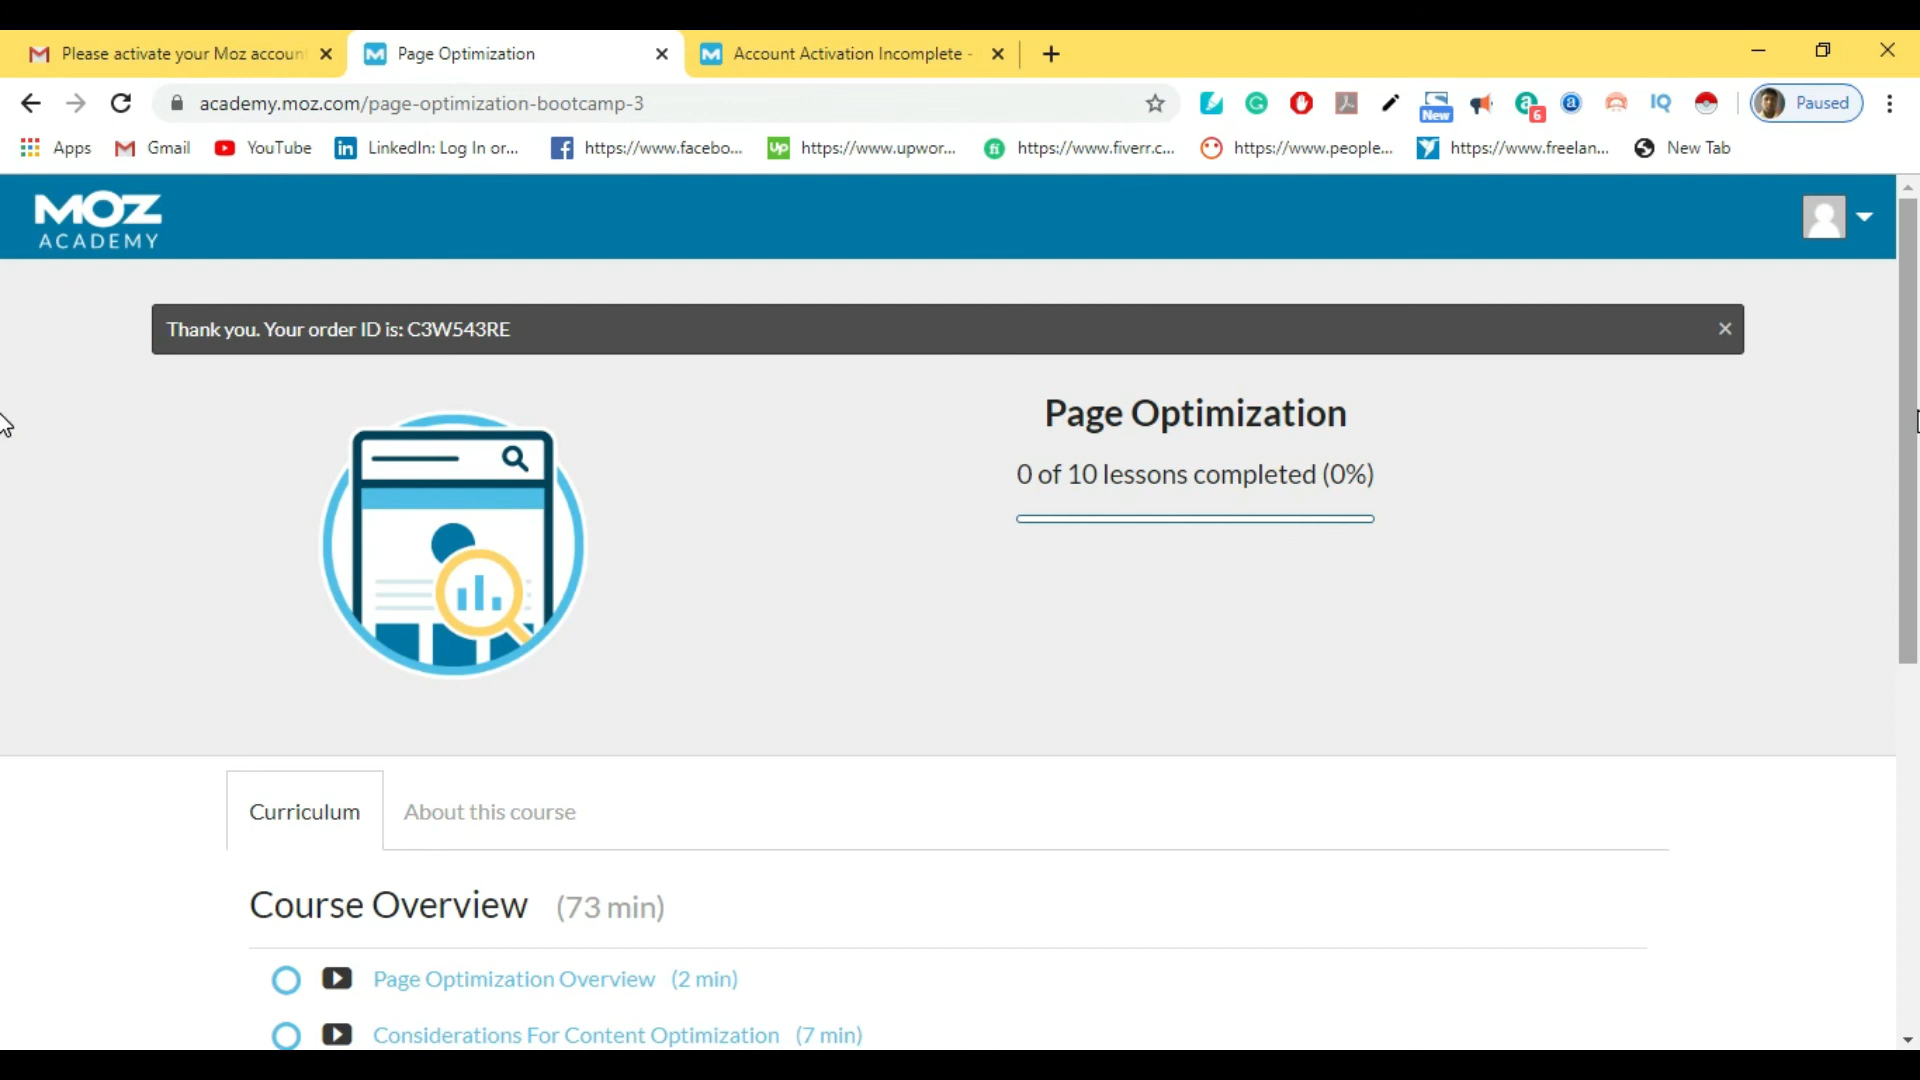 Please activate your Moz accoun
Page Optimization
Account Activation Incomplete -
academy.moz.com/page-optimization-bootcamp-3
New
6
IQ
Paused
Apps
Gmail
YouTube
LinkedIn: Log In or...
https://www.facebo...
https://www.upwor...
https://www.fiverr.c...
https://www.people...
https://www.freelan...
New Tab
MOZ
ACADEMY
Thank you. Your order ID is: C3W543RE
Page Optimization
0 of 10 lessons completed (0%)
Curriculum
About this course
Course Overview (73 min)
Page Optimization Overview (2 min)
Considerations For Content Optimization (7 min)